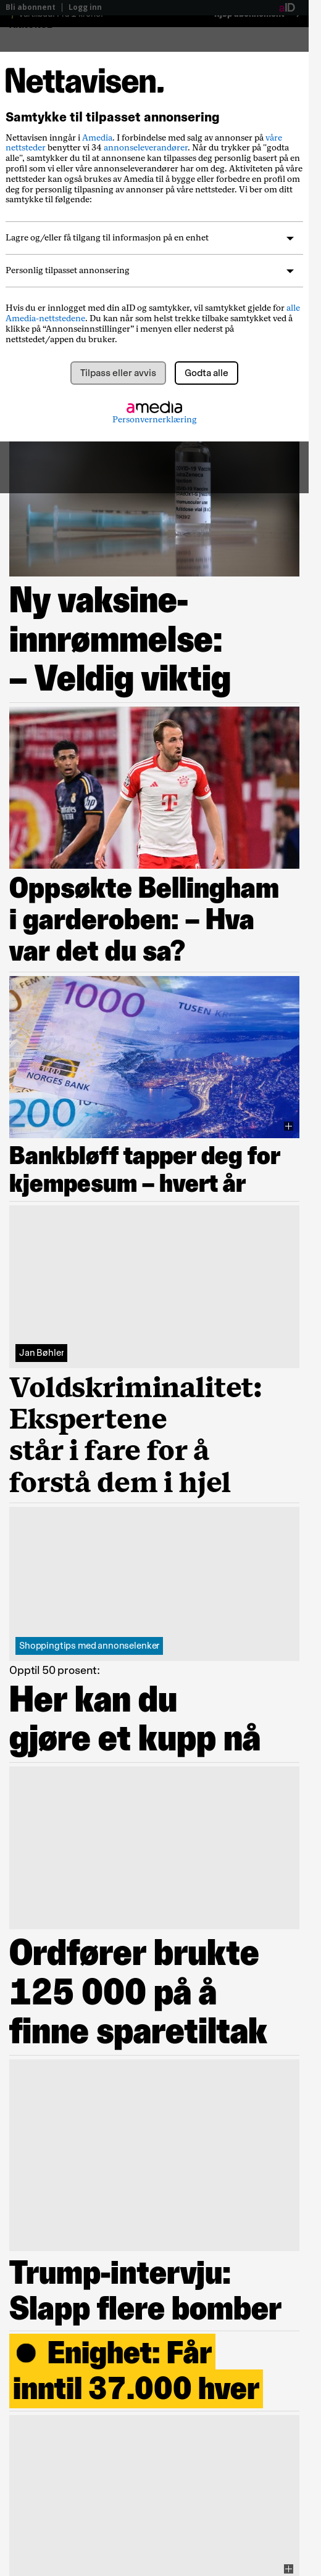 Bli abonnent | Logg inn
aID
Nettavisen.
Samtykke til tilpasset annonsering
Nettavisen inngår i Amedia. I forbindelse med salg av annonser på våre
nettsteder benytter vi 34 annonseleverandører. Når du trykker på "godta
alle", samtykker du til at annonsene kan tilpasses deg personlig basert på en
profil som vi eller våre annonseleverandører har om deg. Aktiviteten på våre
nettsteder kan også brukes av Amedia til å bygge eller forbedre en profil om
deg for personlig tilpasning av annonser på våre nettsteder. Vi ber om ditt
samtykke til følgende:
Lagre og/eller få tilgang til informasjon på en enhet
Personlig tilpasset annonsering
Hvis du er innlogget med din aID og samtykker, vil samtykket gjelde for alle
Amedia-nettstedene. Du kan når som helst trekke tilbake samtykket ved å
klikke på “Annonseinnstillinger” i menyen eller nederst på
nettstedet/appen du bruker.
Tilpass eller avvis
Godta alle
amedia
Personvernerklæring
Ny vaksine-
innrømmelse:
– Veldig viktig
Oppsøkte Bellingham
i garderoben: – Hva
var det du sa?
1000
TUSEN KRONER
NORGES BANK
200
Bankbløff tapper deg for
kjempesum – hvert år
Jan Bøhler
Voldskriminalitet:
Ekspertene
står i fare for å
forstå dem i hjel
Shoppingtips med annonselenker
Opptil 50 prosent:
Her kan du
gjøre et kupp nå
Ordfører brukte
125 000 på å
finne sparetiltak
Trump-intervju:
Slapp flere bomber
Enighet: Får
inntil 37.000 hver